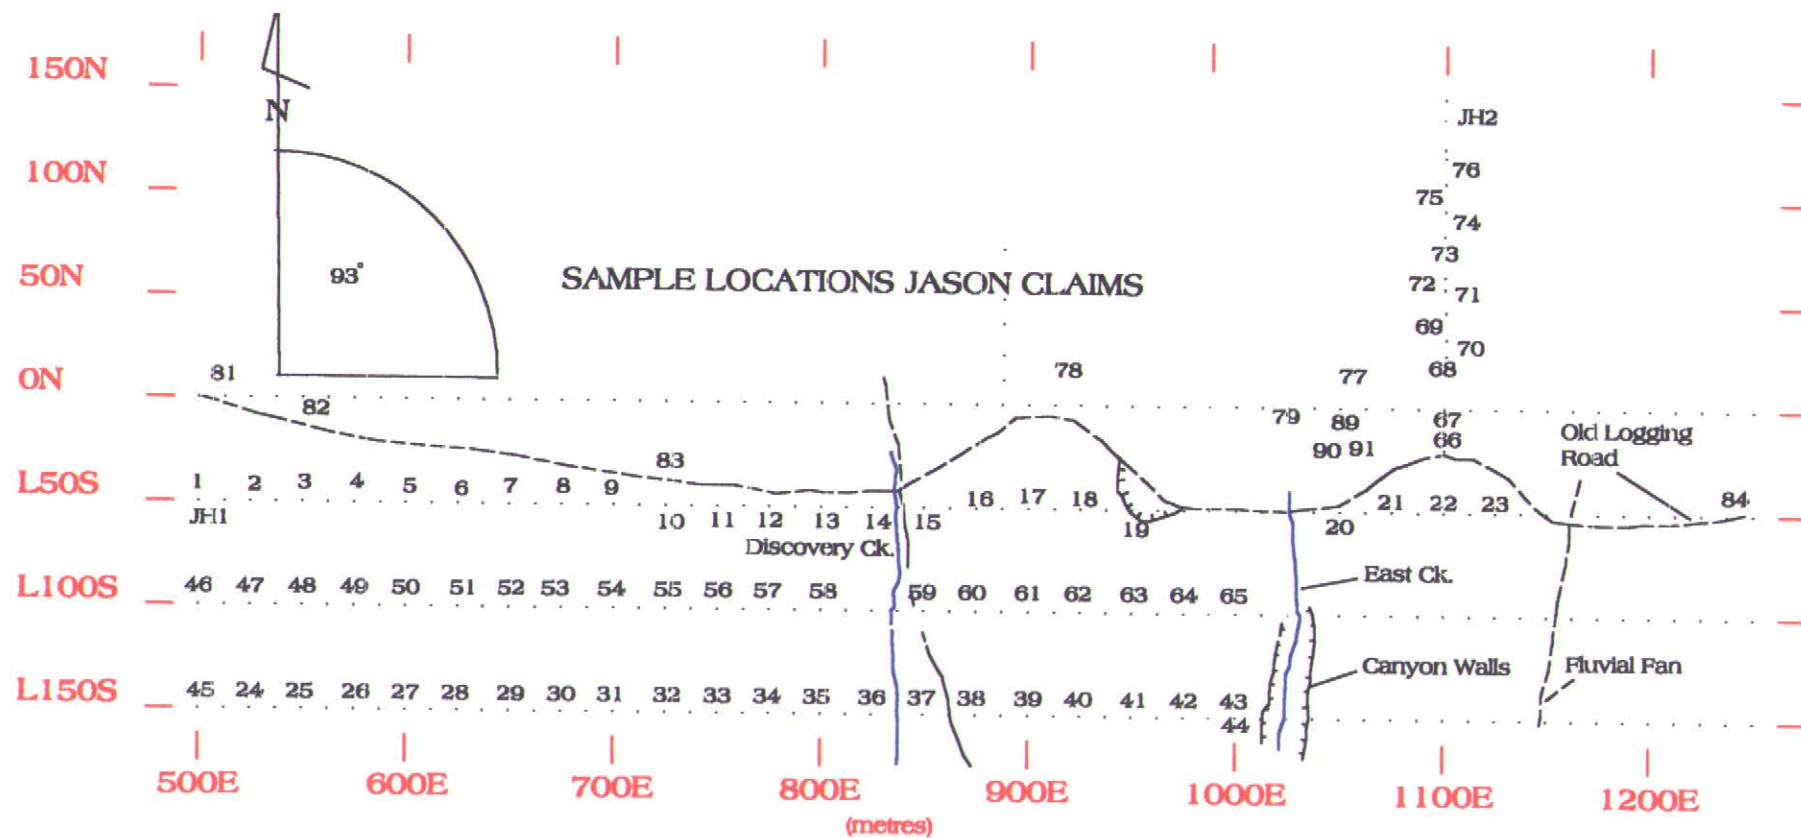 150N
N
JH2
100N
76
75
74
73
50N
93°
SAMPLE LOCATIONS JASON CLAIMS
72
71
69
70
0N
81
78
77
68
82
79
89
67
90 91
66
Old Logging
Road
83
L50S
1 2 3 4 5 6 7 8 9
16 17 18
21 22 23
84
JH1
10 11 12 13 14 15
19
20
Discovery Ck.
L100S
46 47 48 49 50 51 52 53 54 55 56 57 58 59 60 61 62 63 64 65
East Ck.
Canyon Walls
Fluvial Fan
L150S
45 24 25 26 27 28 29 30 31 32 33 34 35 36 37 38 39 40 41 42 43
44
500E 600E 700E 800E 900E 1000E 1100E 1200E
(metres)